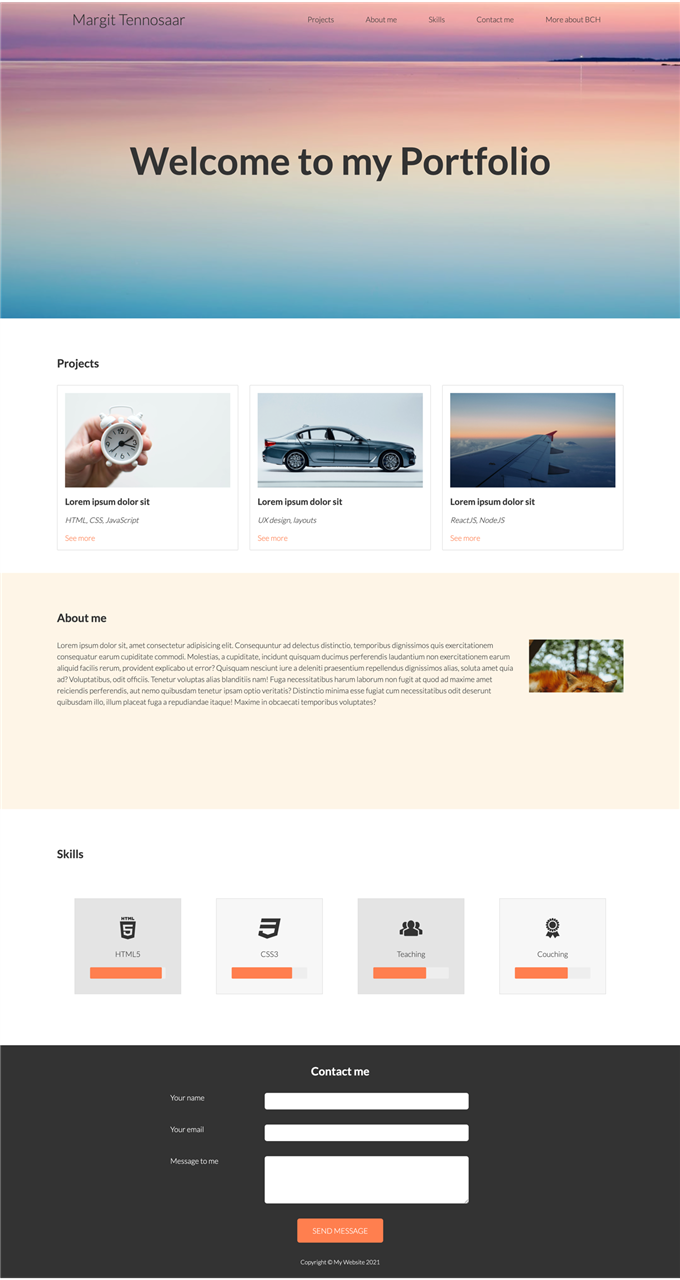 Margit Tennosaar
Projects
About me
Skills
Contact me
More about BCH
Welcome to my Portfolio
Projects
Lorem ipsum dolor sit
HTML, CSS, JavaScript
See more
Lorem ipsum dolor sit
UX design, layouts
See more
Lorem ipsum dolor sit
ReactJS, NodeJS
See more
About me
Lorem ipsum dolor sit, amet consectetur adipisicing elit. Consequuntur ad delectus distinctio, temporibus dignissimos quis exercitationem
consequatur earum cupiditate commodi. Molestias, a cupiditate, incidunt quisquam ducimus perferendis laudantium non exercitationem earum
aliquid facilis rerum, provident explicabo ut error? Quisquam nesciunt iure a deleniti praesentium repellendus dignissimos alias, soluta amet quia
ad? Voluptatibus, odit officiis. Tenetur voluptas alias blanditiis nam! Fuga necessitatibus harum laborum non fugit at quod ad maxime amet
reiciendis perferendis, aut nemo quibusdam tenetur ipsam optio veritatis? Distinctio minima esse fugiat cum necessitatibus odit deserunt
quibusdam illo, illum placeat fuga a repudiandae itaque! Maxime in obcaecati temporibus voluptates?
Skills
HTML
5
HTML5
3
CSS3
Teaching
Couching
Contact me
Your name
Your email
Message to me
SEND MESSAGE
Copyright © My Website 2021